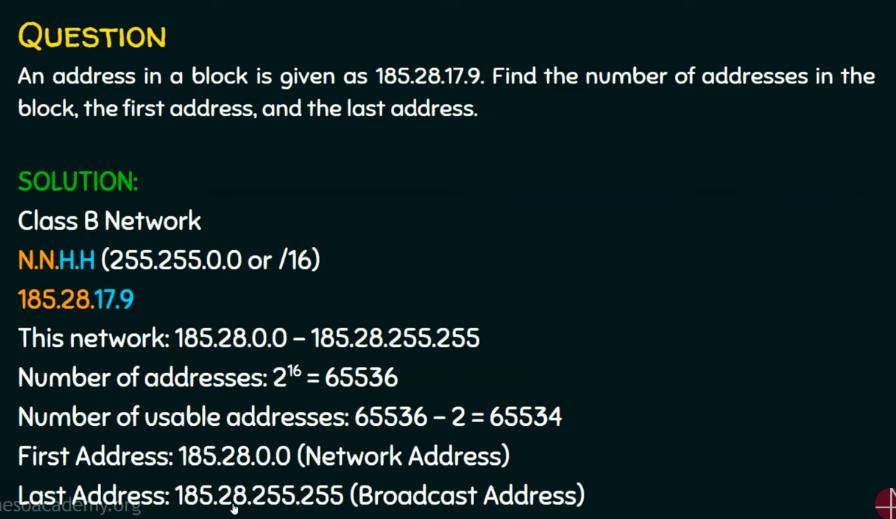 QUESTION
An address in a block is given as 185.28.17.9. Find the number of addresses in the
block, the first address, and the last address.
SOLUTION:
Class B Network
N.N.H.H (255.255.0.0 or /16)
185.28.17.9
This network: 185.28.0.0 – 185.28.255.255
Number of addresses: 2¹⁶ = 65536
Number of usable addresses: 65536 – 2 = 65534
First Address: 185.28.0.0 (Network Address)
Last Address: 185.28.255.255 (Broadcast Address)
nesoacademy.org